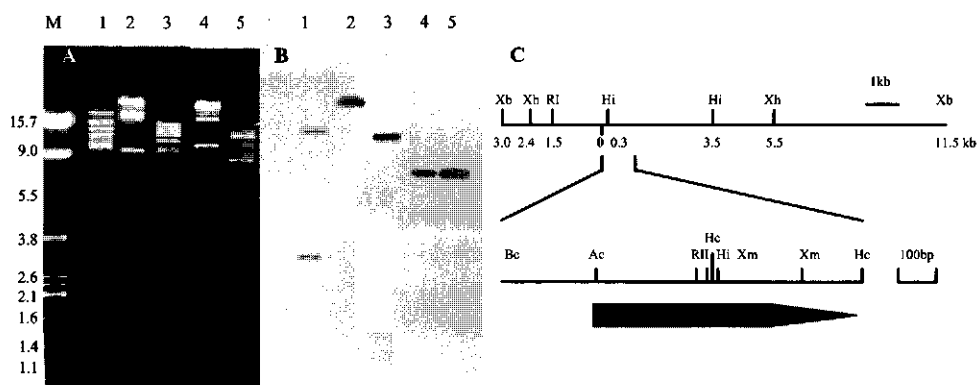 M 1 2 3 4 5
A
15.7
9.0
5.5
3.8
2.6
2.1
1.6
1.4
1.1
1 2 3 4 5
B
C
1kb
Xb Xh RI Hi Hi Xh Xb
3.0 2.4 1.5 0 0.3 3.5 5.5 11.5 kb
Hc
Bc Ac RII Hi Xm Xm Hc 100bp